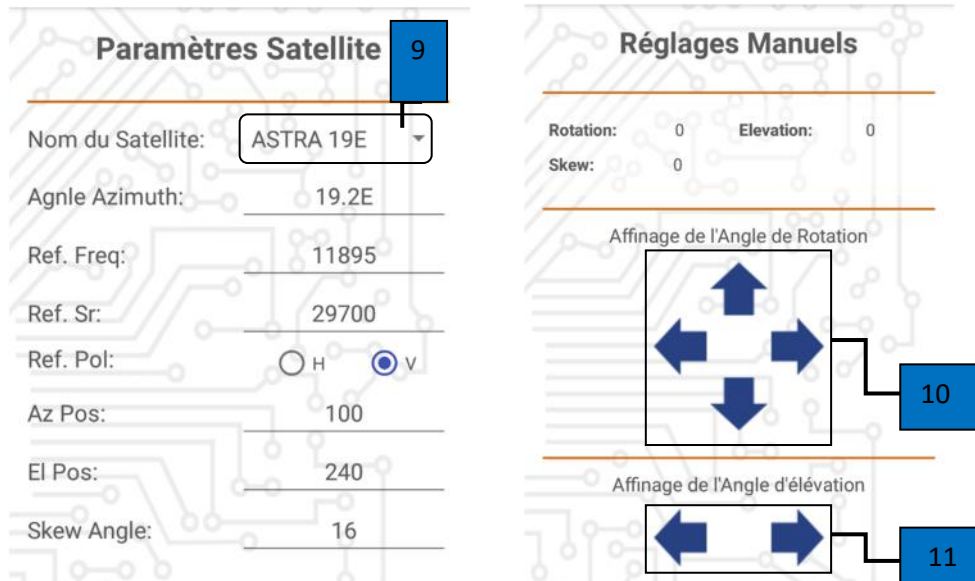 Paramètres Satellite
9
Nom du Satellite: ASTRA 19E
Agnle Azimuth: 19.2E
Ref. Freq: 11895
Ref. Sr: 29700
Ref. Pol: H V
Az Pos: 100
El Pos: 240
Skew Angle: 16
Réglages Manuels
Rotation: 0 Elevation: 0
Skew: 0
Affinage de l'Angle de Rotation
10
Affinage de l'Angle d'élévation
11